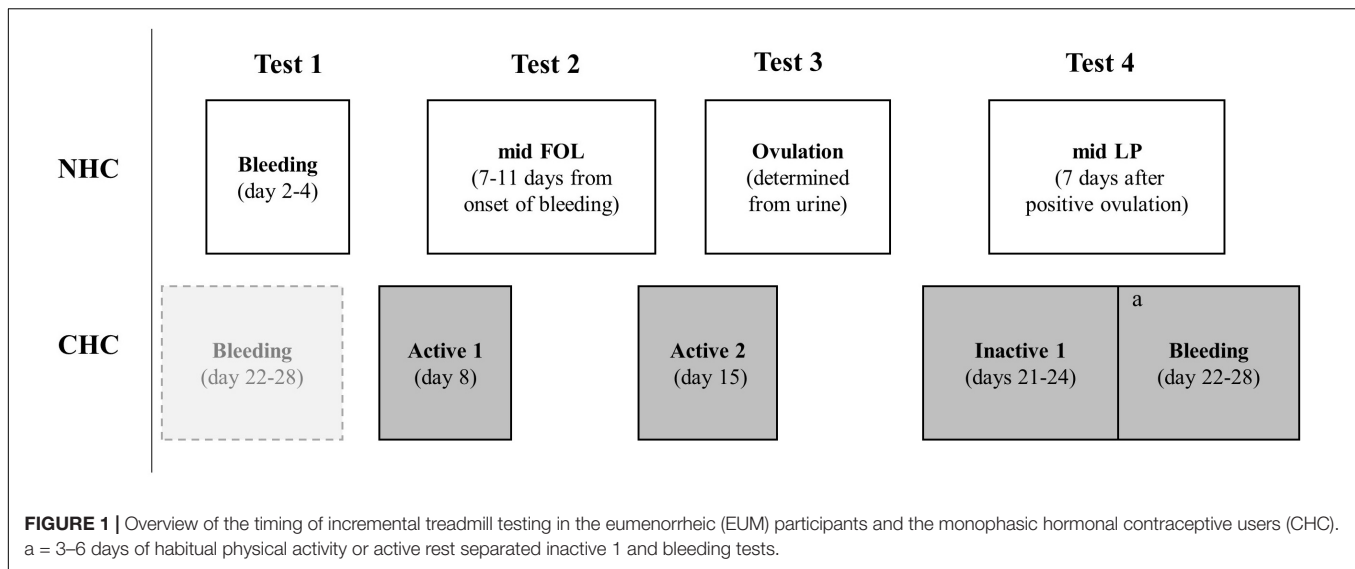 Test 1 Test 2 Test 3 Test 4
NHC
Bleeding
(day 2-4)
mid FOL
(7-11 days from
onset of bleeding)
Ovulation
(determined
from urine)
mid LP
(7 days after
positive ovulation)
CHC
Bleeding
(day 22-28)
Active 1
(day 8)
Active 2
(day 15)
Inactive 1
(days 21-24)
a
Bleeding
(day 22-28)
FIGURE 1 | Overview of the timing of incremental treadmill testing in the eumenorrheic (EUM) participants and the monophasic hormonal contraceptive users (CHC).
a = 3–6 days of habitual physical activity or active rest separated inactive 1 and bleeding tests.